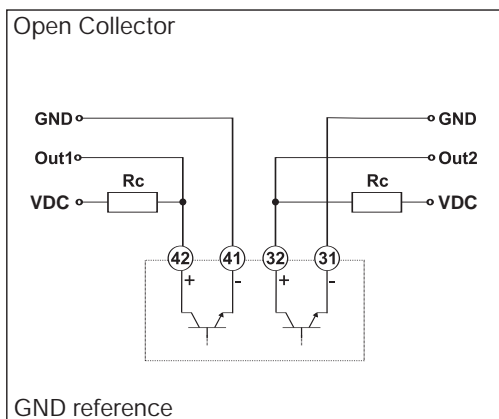 Open Collector
GND GND
Out1 Out2
Rc Rc
VDC VDC
42 41 32 31
+ - + -
GND reference